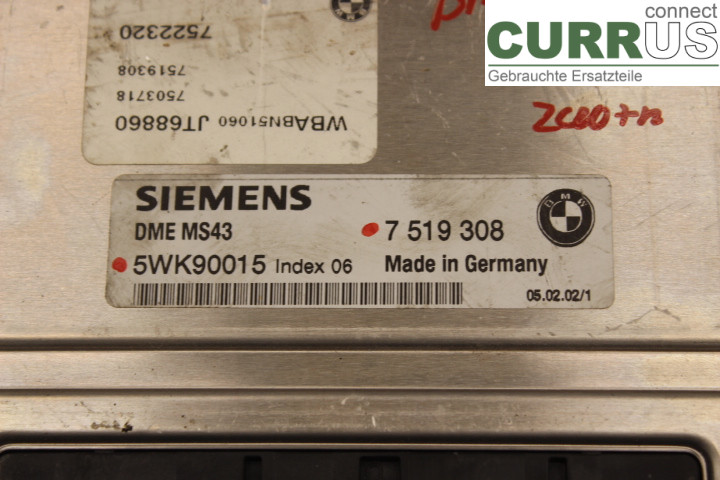 connect
CURRUS
Gebrauchte Ersatzteile
7522320
7519308
7503718
WBABN51060 JT68860
SIEMENS
DME MS43
7 519 308
BMW
5WK90015 Index 06
Made in Germany
05.02.02/1